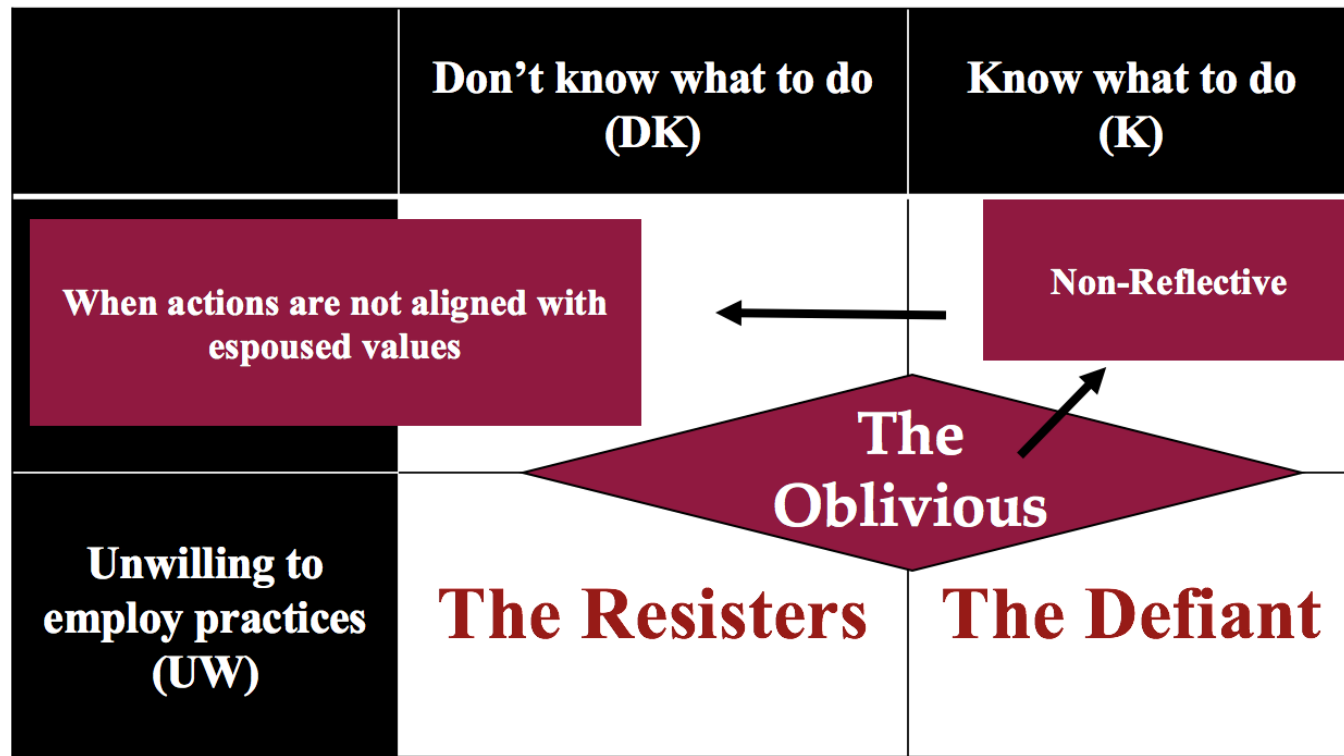 Don’t know what to do
(DK)
Know what to do
(K)
When actions are not aligned with
espoused values
Non-Reflective
The
Oblivious
Unwilling to
employ practices
(UW)
The Resisters
The Defiant